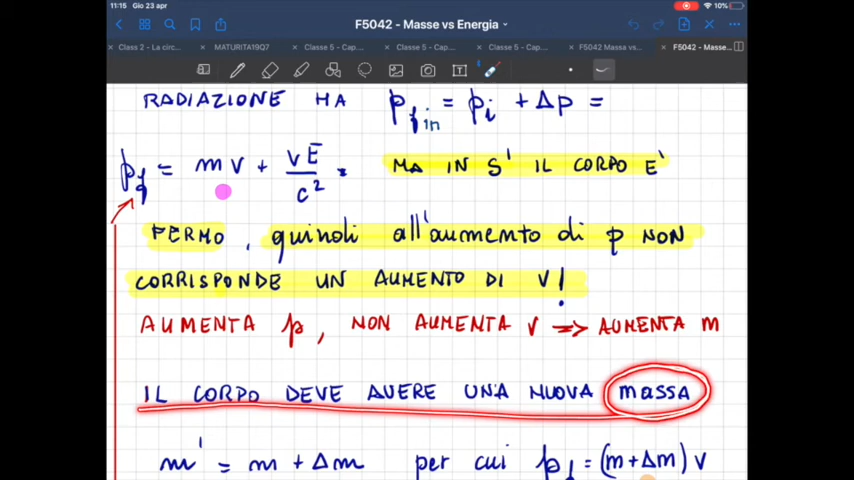 11:15 Gio 23 apr
10%
F5042 - Masse vs Energia
Class 2 - La circ...
MATURITA19Q7
Classe 5 - Cap...
Classe 5 - Cap...
Classe 5 - Cap...
F5042 Masa vs...
F5042 - Masse...
RADIAZIONE HA p_fin = p_i + Δp =
p_f = mv + vE/c² . MA IN S' IL CORPO E'
FERMO, quindi all'aumento di p NON
CORRISPONDE UN AUMENTO DI V!
AUMENTA p, NON AUMENTA v => AUMENTA m
IL CORPO DEVE AVERE UNA NUOVA massa
m' = m + Δm per cui p_f = (m+Δm) v